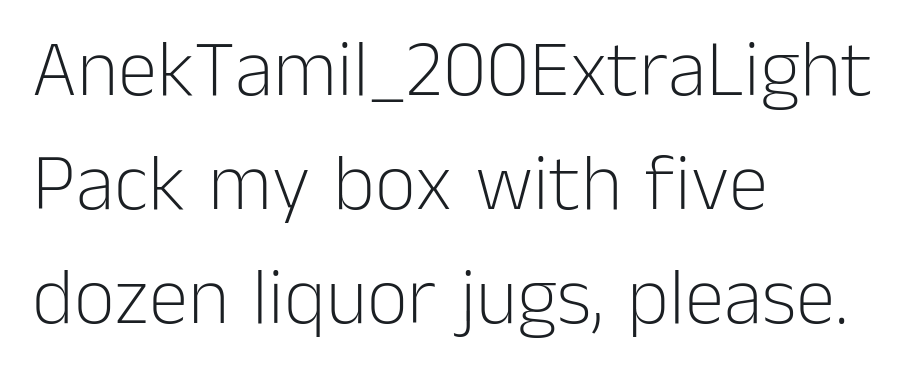 AnekTamil_200ExtraLight
Pack my box with five
dozen liquor jugs, please.